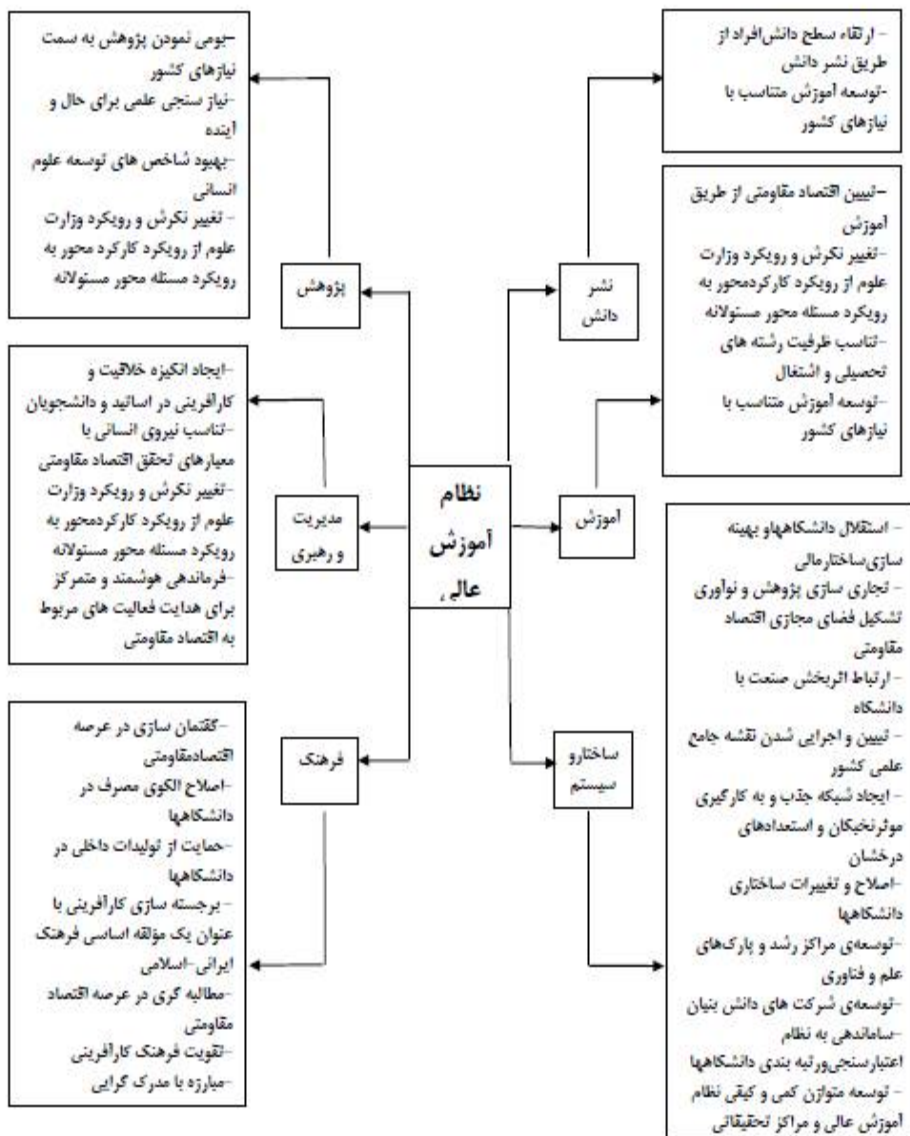 - ارتقاء سطح دانش‌افراد از
طریق نشر دانش
-توسعه آموزش متناسب با
نیازهای کشور
-تبیین اقتصاد مقاومتی از طریق
آموزش
-تغییر نگرش و رویکرد وزارت
علوم از رویکرد کارکردمحور به
رویکرد مسئله محور مسئولانه
-تناسب ظرفیت رشته های
تحصیلی و اشتغال
-توسعه آموزش متناسب با
نیازهای کشور
- استقلال دانشگاههاو بهینه
سازی‌ساختارمالی
- تجاری سازی پژوهش و نوآوری
تشکیل فضای مجازی اقتصاد
مقاومتی
- ارتباط اثربخش صنعت با
دانشگاه
- تبیین و اجرایی شدن نقشه جامع
علمی کشور
- ایجاد شبکه جذب و به کارگیری
موثرنخبگان و استعدادهای
درخشان
-اصلاح و تغییرات ساختاری
دانشگاهها
-توسعه‌ی مراکز رشد و پارک‌های
علم و فناوری
-توسعه‌ی شرکت های دانش بنیان
-ساماندهی به نظام
اعتبارسنجی‌ورتبه بندی دانشگاهها
- توسعه متوازن کمی و کیفی نظام
آموزش عالی و مراکز تحقیقاتی
نشر
دانش
آموزش
ساختارو
سیستم
نظام
آموزش
عالی
پژوهش
مدیریت
و رهبری
فرهنگ
-بومی نمودن پژوهش به سمت
نیازهای کشور
-نیاز سنجی علمی برای حال و
آینده
-بهبود شاخص های توسعه علوم
انسانی
- تغییر نگرش و رویکرد وزارت
علوم از رویکرد کارکرد محور به
رویکرد مسئله محور مسئولانه
-ایجاد انگیزه خلاقیت و
کارآفرینی در اساتید و دانشجویان
-تناسب نیروی انسانی با
معیارهای تحقق اقتصاد مقاومتی
-تغییر نگرش و رویکرد وزارت
علوم از رویکرد کارکردمحور به
رویکرد مسئله محور مسئولانه
-فرماندهی هوشمند و متمرکز
برای هدایت فعالیت های مربوط
به اقتصاد مقاومتی
-گفتمان سازی در عرصه
اقتصادمقاومتی
-اصلاح الگوی مصرف در
دانشگاهها
-حمایت از تولیدات داخلی در
دانشگاهها
- برجسته سازی کارآفرینی با
عنوان یک مؤلفه اساسی فرهنگ
ایرانی-اسلامی
-مطالبه گری در عرصه اقتصاد
مقاومتی
-تقویت فرهنگ کارآفرینی
-مبارزه با مدرک گرایی